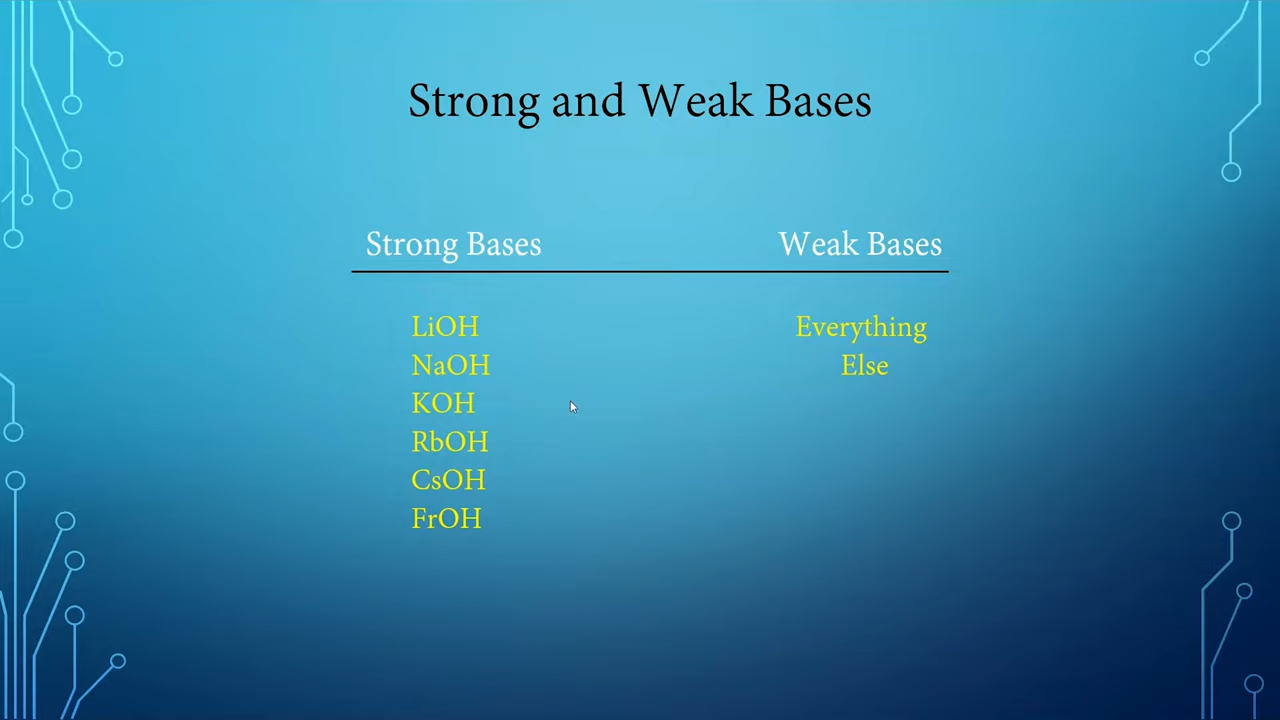 Strong and Weak Bases
Strong Bases
Weak Bases
LiOH
NaOH
KOH
RbOH
CsOH
FrOH
Everything
Else